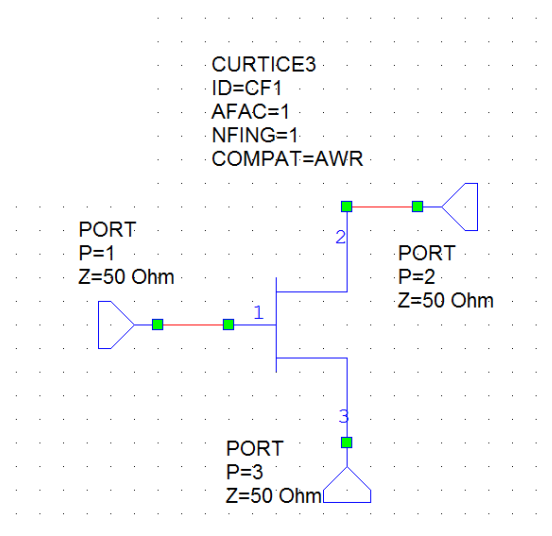 CURTICE3
ID=CF1
AFAC=1
NFING=1
COMPAT=AWR
PORT
P=1
Z=50 Ohm
2
PORT
P=2
Z=50 Ohm
1
3
PORT
P=3
Z=50 Ohm